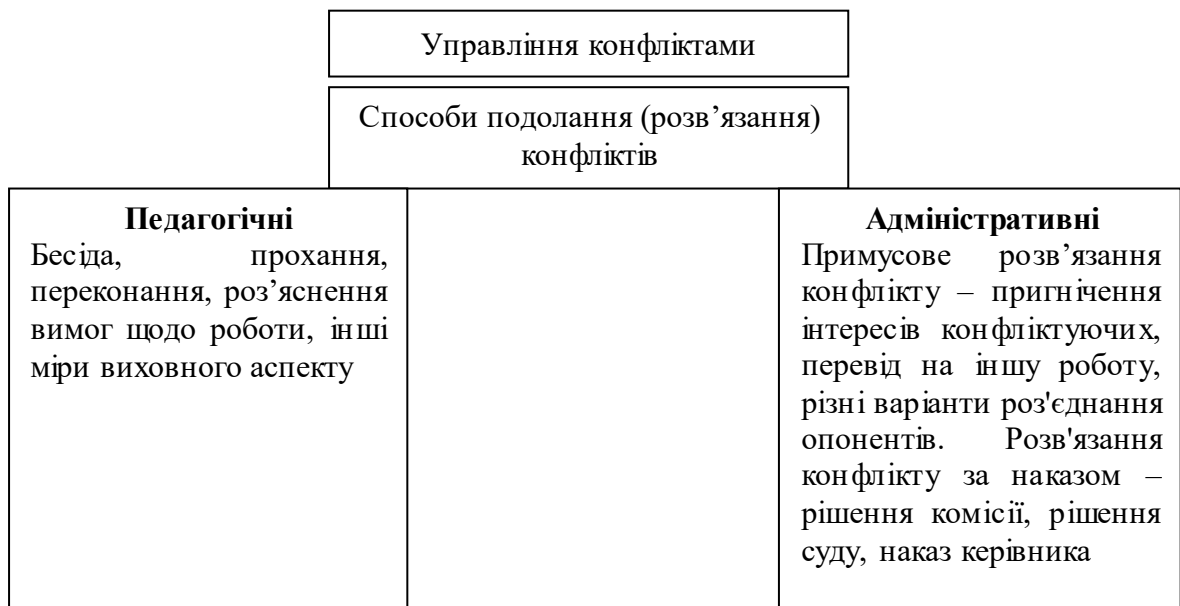 Управління конфліктами
Способи подолання (розв’язання)
конфліктів
Педагогічні
Бесіда, прохання,
переконання, роз’яснення
вимог щодо роботи, інші
міри виховного аспекту
Адміністративні
Примусове розв’язання
конфлікту – пригнічення
інтересів конфліктуючих,
перевід на іншу роботу,
різні варіанти роз'єднання
опонентів. Розв'язання
конфлікту за наказом –
рішення комісії, рішення
суду, наказ керівника